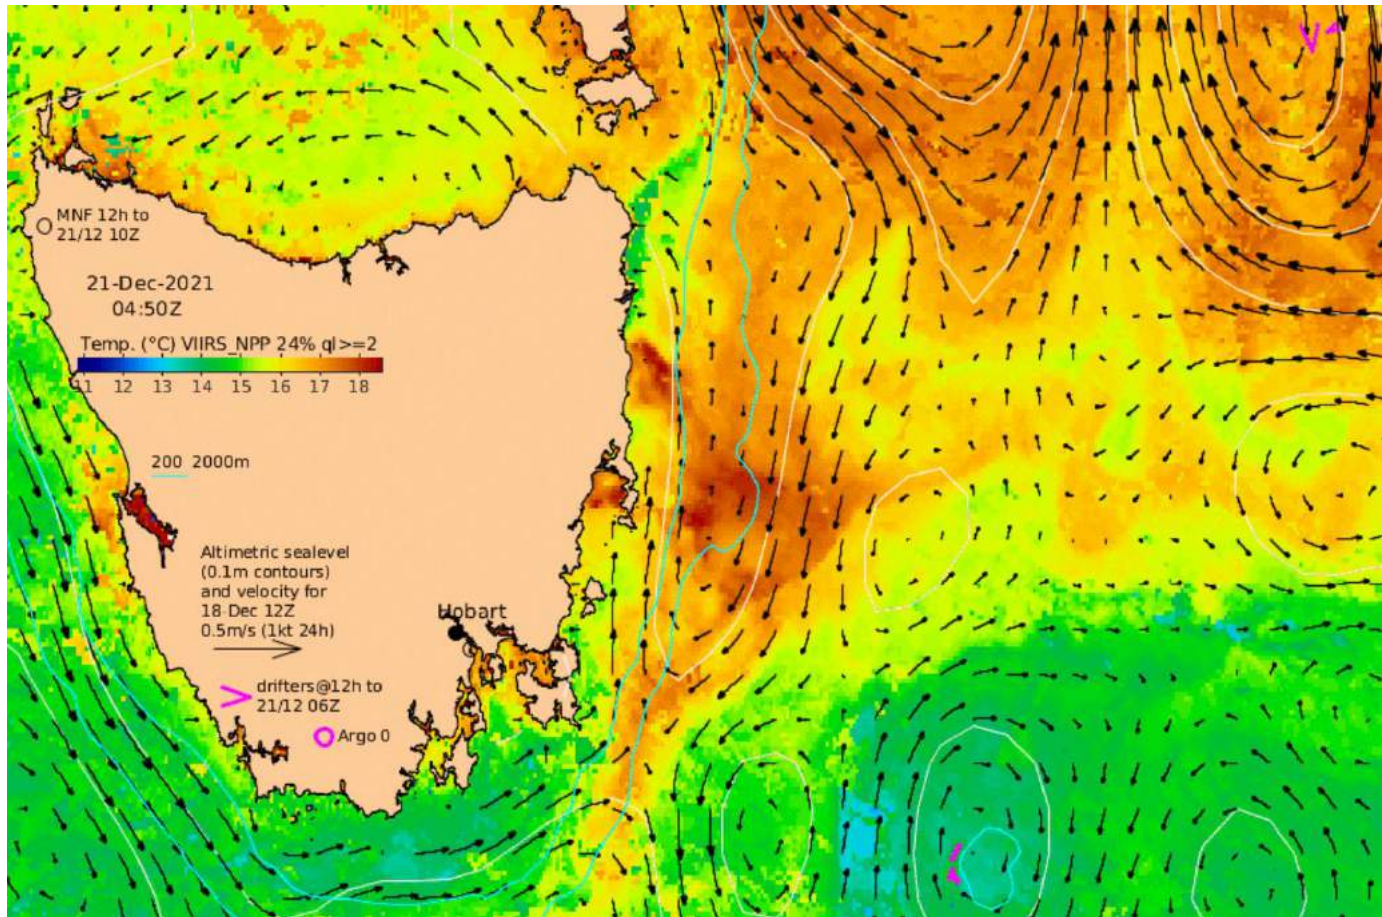 MNF 12h to
21/12 10Z
21-Dec-2021
04:50Z
Temp. (°C) VIIRS_NPP 24% ql>=2
11 12 13 14 15 16 17 18
200 2000m
Altimetric sealevel
(0.1m contours)
and velocity for
18 Dec 12Z
0.5m/s (1kt 24h)
Hobart
drifters@12h to
21/12 06Z
Argo 0